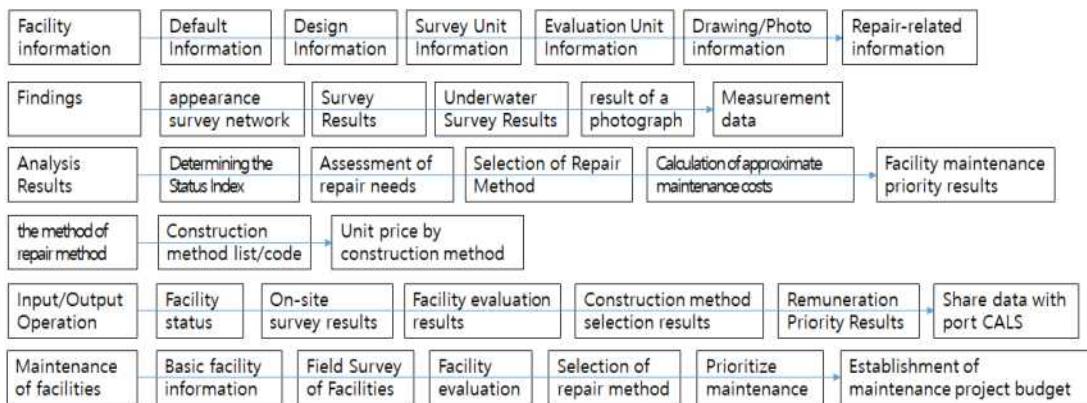 Facility information
Default Information
Design Information
Survey Unit Information
Evaluation Unit Information
Drawing/Photo information
Repair-related information
Findings
appearance survey network
Survey Results
Underwater Survey Results
result of a photograph
Measurement data
Analysis Results
Determining the Status Index
Assessment of repair needs
Selection of Repair Method
Calculation of approximate maintenance costs
Facility maintenance priority results
the method of repair method
Construction method list/code
Unit price by construction method
Input/Output Operation
Facility status
On-site survey results
Facility evaluation results
Construction method selection results
Remuneration Priority Results
Share data with port CALS
Maintenance of facilities
Basic facility information
Field Survey of Facilities
Facility evaluation
Selection of repair method
Prioritize maintenance
Establishment of maintenance project budget